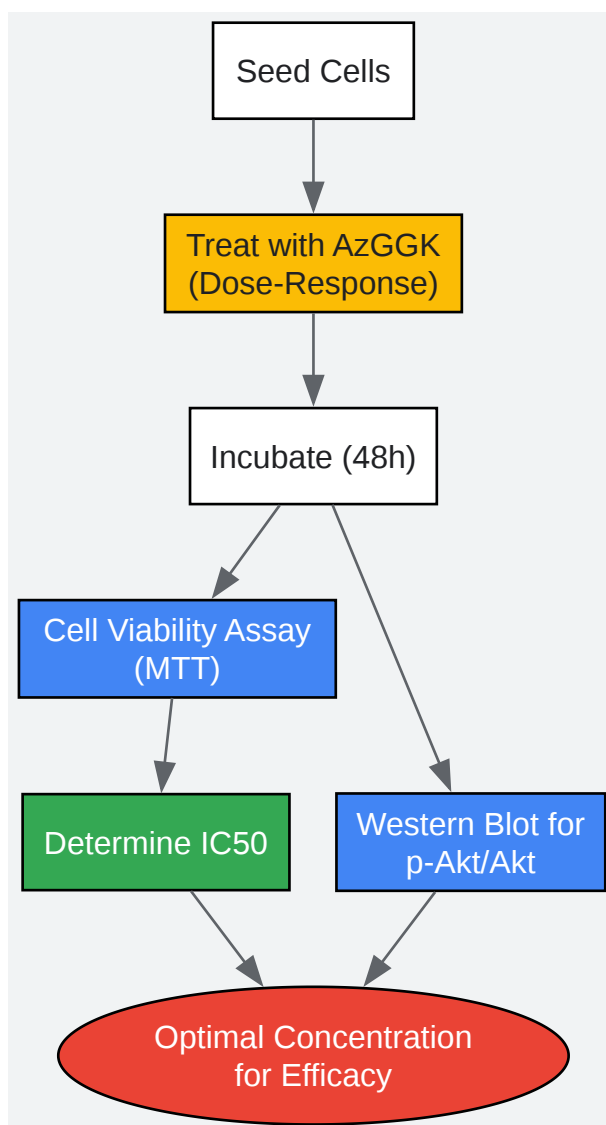 Seed Cells
Treat with AzGGK
(Dose-Response)
Incubate (48h)
Cell Viability Assay
(MTT)
Determine IC50
Western Blot for
p-Akt/Akt
Optimal Concentration
for Efficacy